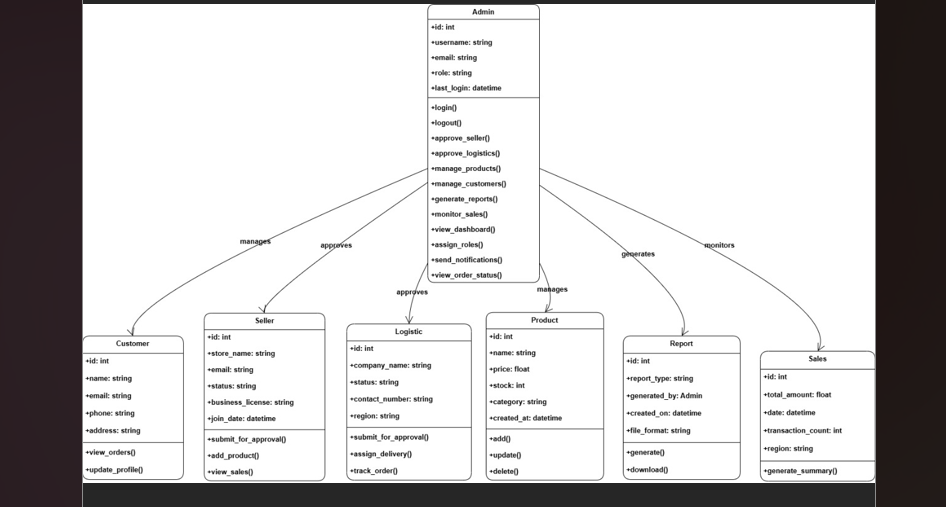 Admin
+id: int
+username: string
+email: string
+role: string
+last_login: datetime
+login()
+logout()
+approve_seller()
+approve_logistics()
+manage_products()
+manage_customers()
+generate_reports()
+monitor_sales()
+view_dashboard()
+assign_roles()
+send_notifications()
+view_order_status()
manages
approves
approves
manages
generates
monitors
Customer
+id: int
+name: string
+email: string
+phone: string
+address: string
+view_orders()
+update_profile()
Seller
+id: int
+store_name: string
+email: string
+status: string
+business_license: string
+join_date: datetime
+submit_for_approval()
+add_product()
+view_sales()
Logistic
+id: int
+company_name: string
+status: string
+contact_number: string
+region: string
+submit_for_approval()
+assign_delivery()
+track_order()
Product
+id: int
+name: string
+price: float
+stock: int
+category: string
+created_at: datetime
+add()
+update()
+delete()
Report
+id: int
+report_type: string
+generated_by: Admin
+created_on: datetime
+file_format: string
+generate()
+download()
Sales
+id: int
+total_amount: float
+date: datetime
+transaction_count: int
+region: string
+generate_summary()